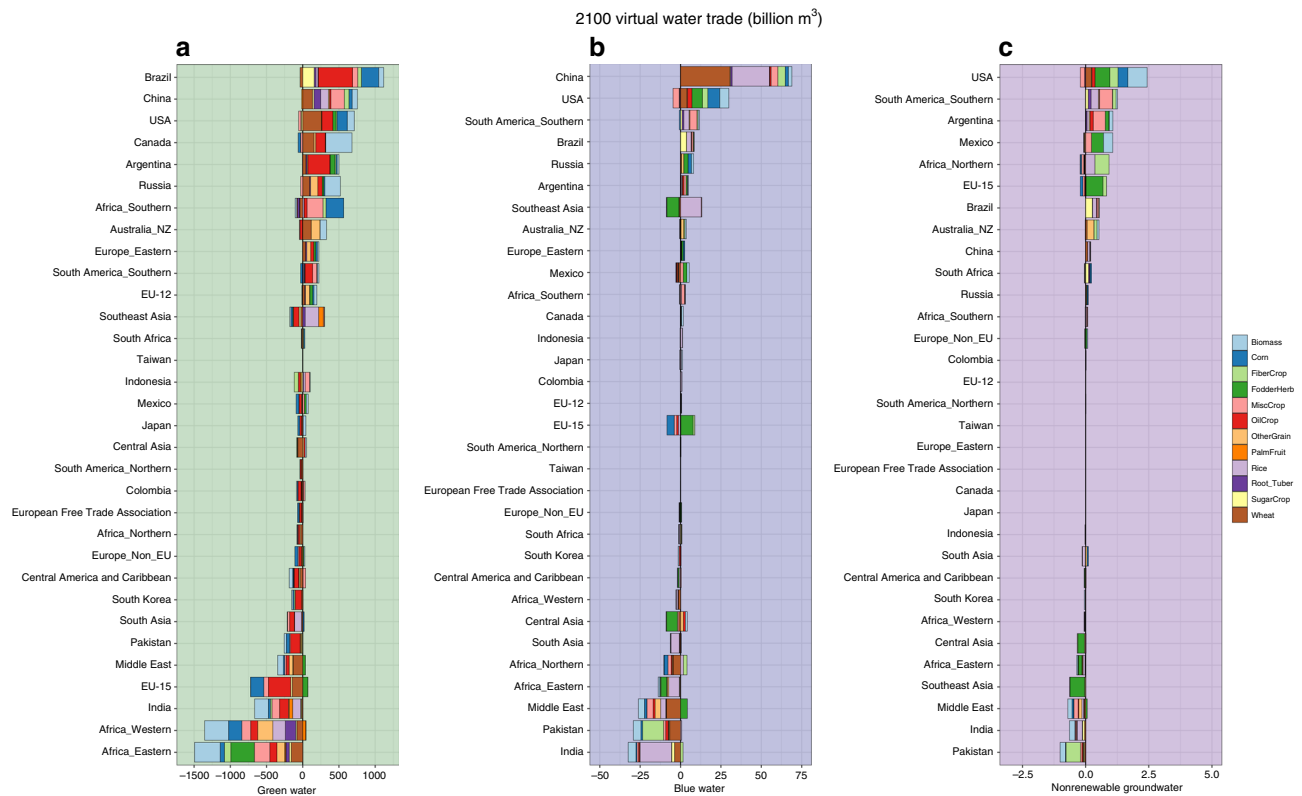 2100 virtual water trade (billion m³)
a
Brazil
China
USA
Canada
Argentina
Russia
Africa_Southern
Australia_NZ
Europe_Eastern
South America_Southern
EU-12
Southeast Asia
South Africa
Taiwan
Indonesia
Mexico
Japan
Central Asia
South America_Northern
Colombia
European Free Trade Association
Africa_Northern
Europe_Non_EU
Central America and Caribbean
South Korea
South Asia
Pakistan
Middle East
EU-15
India
Africa_Western
Africa_Eastern
−1500 −1000 −500 0 500 1000
Green water
b
China
USA
South America_Southern
Brazil
Russia
Argentina
Southeast Asia
Australia_NZ
Europe_Eastern
Mexico
Africa_Southern
Canada
Indonesia
Japan
Colombia
EU-12
EU-15
South America_Northern
Taiwan
European Free Trade Association
Europe_Non_EU
South Africa
South Korea
Central America and Caribbean
Africa_Western
Central Asia
South Asia
Africa_Northern
Africa_Eastern
Middle East
Pakistan
India
−50 −25 0 25 50 75
Blue water
c
USA
South America_Southern
Argentina
Mexico
Africa_Northern
EU-15
Brazil
Australia_NZ
China
South Africa
Russia
Africa_Southern
Europe_Non_EU
Colombia
EU-12
South America_Northern
Taiwan
Europe_Eastern
European Free Trade Association
Canada
Japan
Indonesia
South Asia
Central America and Caribbean
South Korea
Africa_Western
Central Asia
Africa_Eastern
Southeast Asia
Middle East
India
Pakistan
−2.5 0.0 2.5 5.0
Nonrenewable groundwater
Biomass
Corn
FiberCrop
FodderHerb
MiscCrop
OilCrop
OtherGrain
PalmFruit
Rice
Root_Tuber
SugarCrop
Wheat